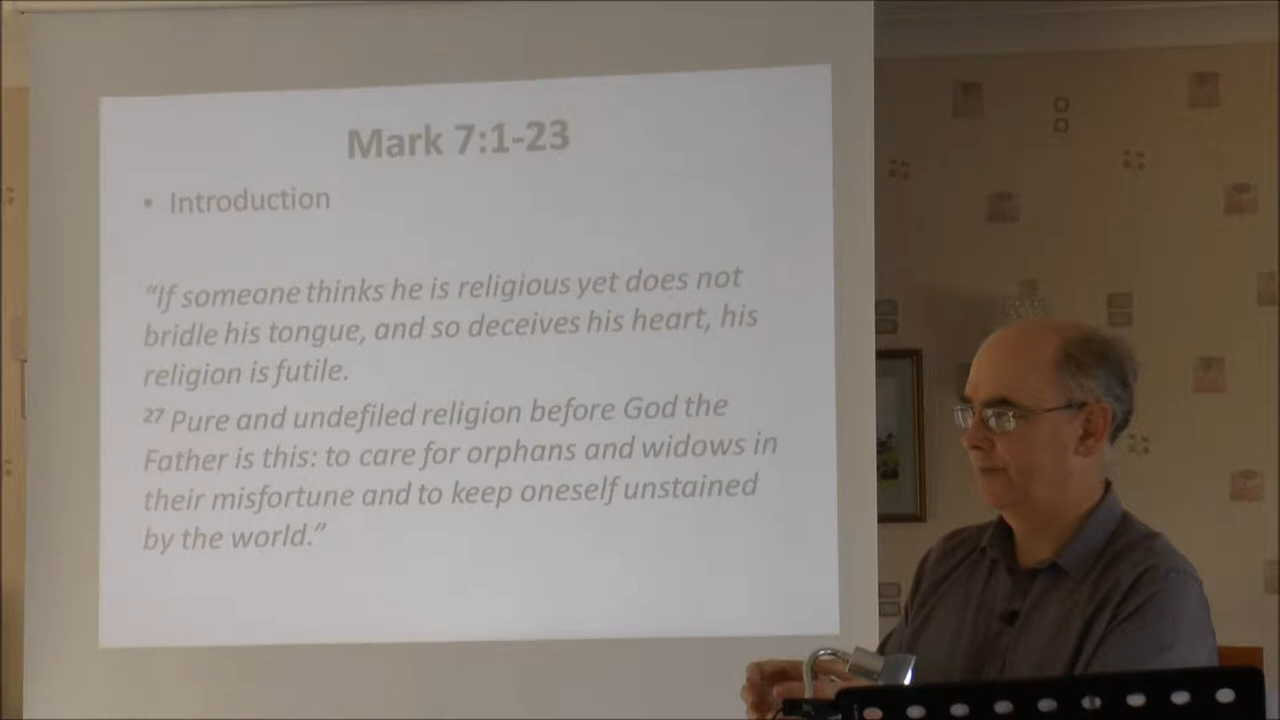 Mark 7:1-23
• Introduction
“If someone thinks he is religious yet does not
bridle his tongue, and so deceives his heart, his
religion is futile.
27 Pure and undefiled religion before God the
Father is this: to care for orphans and widows in
their misfortune and to keep oneself unstained
by the world.”